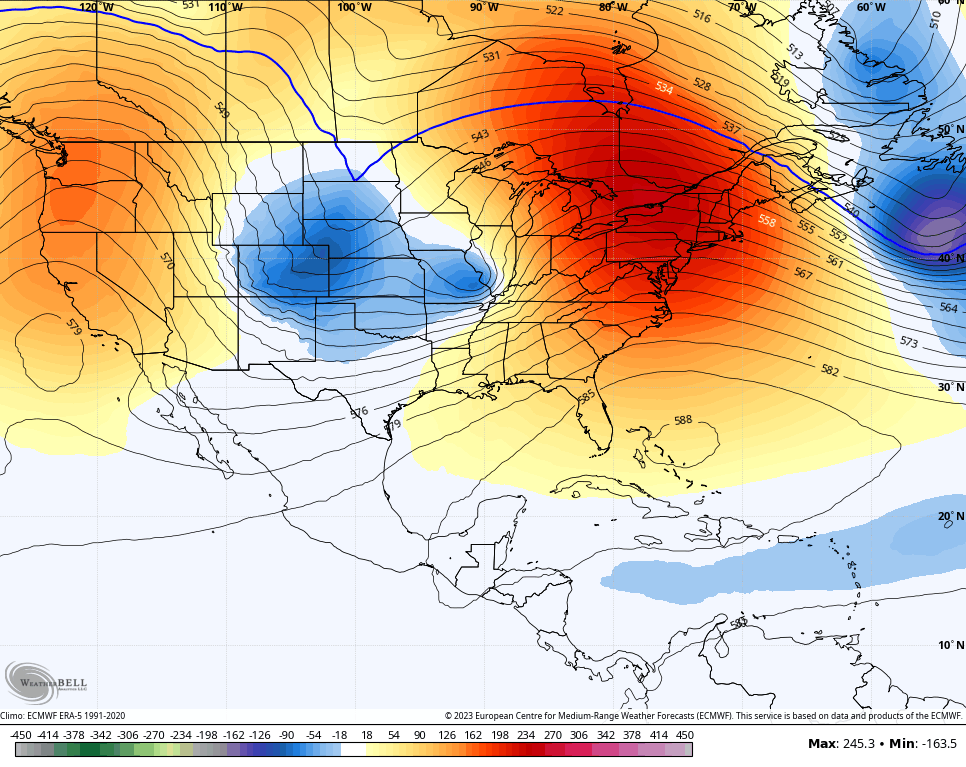 120°W 110°W 100°W 90°W 80°W 70°W 60°W
531 522 516 507 510
531 513
519
534 528
549 537
50°N
543 525
546
540
558 555 552
570 561 40°N
567
564
579 573
582
30°N
585
576 588
579
20°N
0
585
10°N
WEATHERBELL
ANALYTICS LLC
Climo: ECMWF ERA-5 1991-2020
© 2023 European Centre for Medium-Range Weather Forecasts (ECMWF). This service is based on data and products of the ECMWF.
-450 -414 -378 -342 -306 -270 -234 -198 -162 -126 -90 -54 -18 18 54 90 126 162 198 234 270 306 342 378 414 450
Max: 245.3 • Min: -163.5